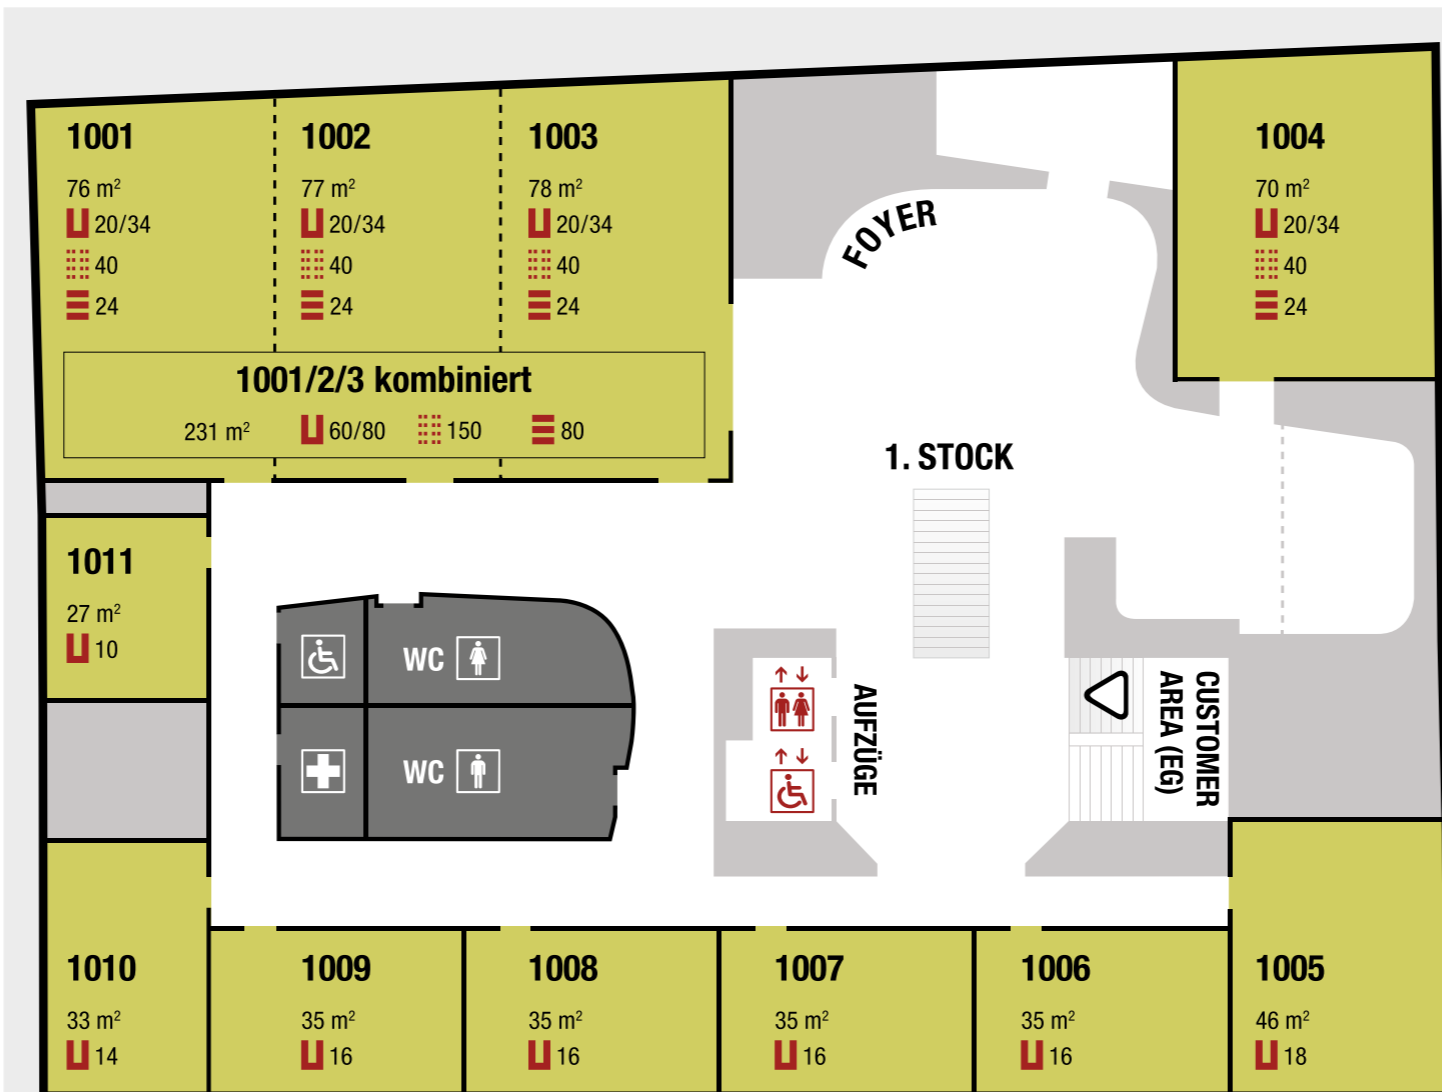 1001
76 m²
20/34
40
24
1002
77 m²
20/34
40
24
1003
78 m²
20/34
40
24
1001/2/3 kombiniert
231 m² 60/80 150 80
FOYER
1004
70 m²
20/34
40
24
1. STOCK
1011
27 m²
10
WC
WC
AUFZÜGE
CUSTOMER
AREA (EG)
1010
33 m²
14
1009
35 m²
16
1008
35 m²
16
1007
35 m²
16
1006
35 m²
16
1005
46 m²
18